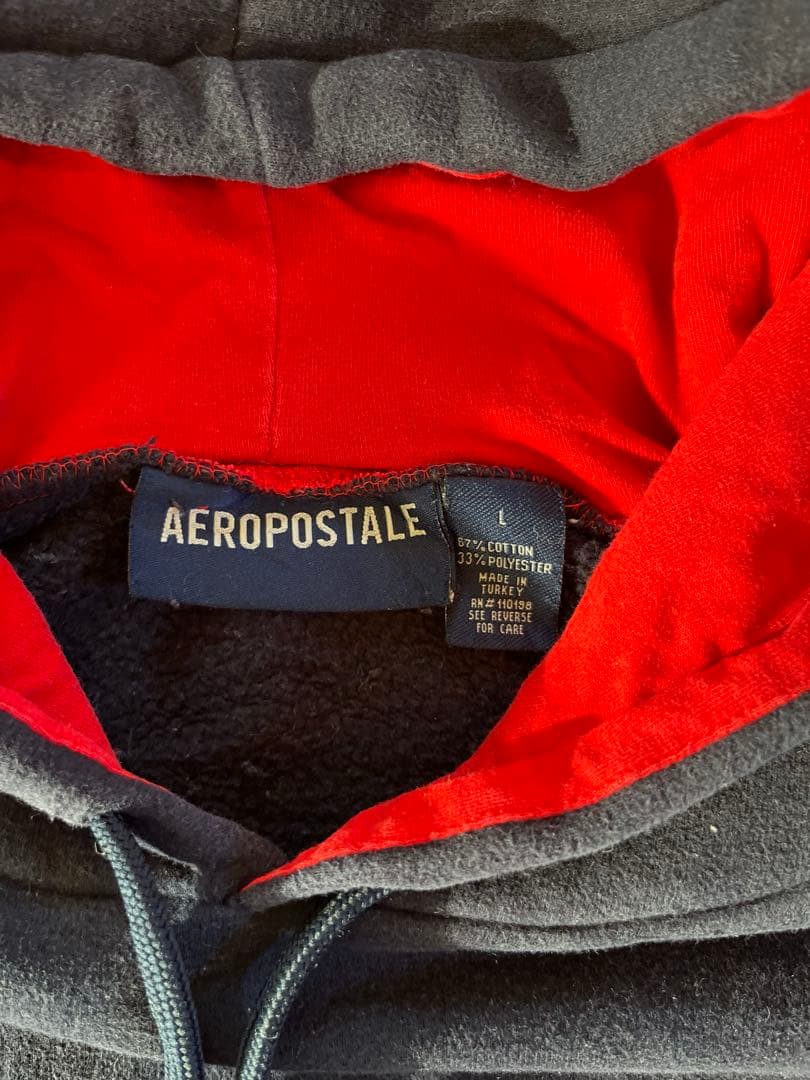 AEROPOSTALE
L
67% COTTON
33% POLYESTER
MADE IN
TURKEY
RN# 110198
SEE REVERSE
FOR CARE